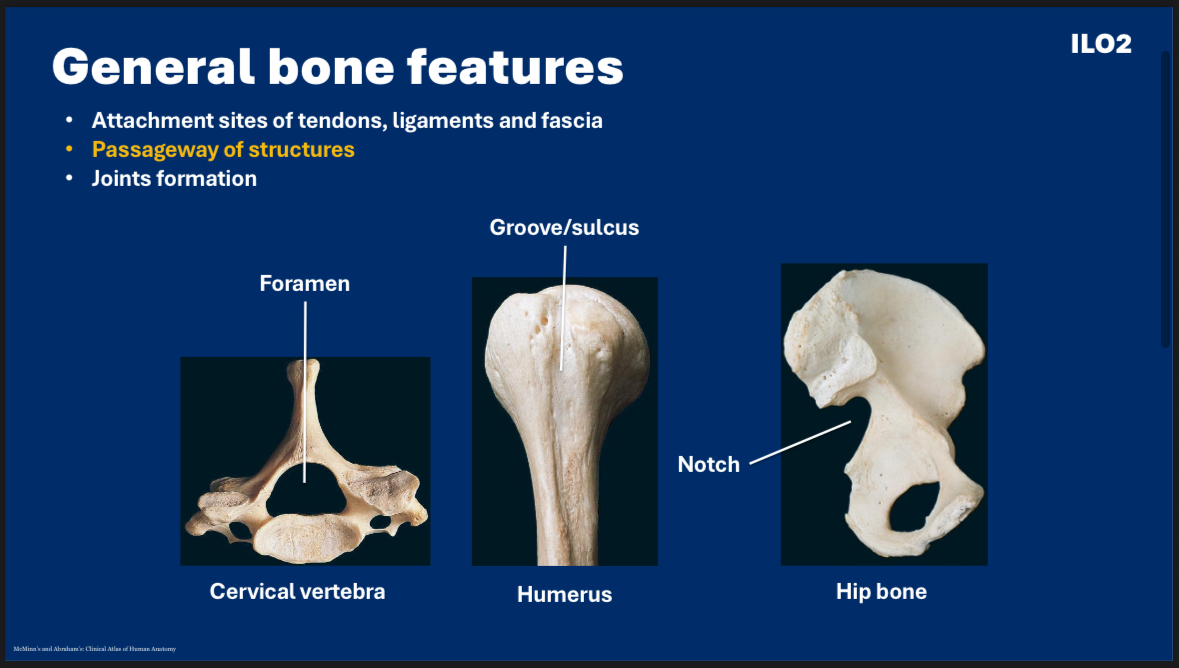 ILO2
General bone features
• Attachment sites of tendons, ligaments and fascia
• Passageway of structures
• Joints formation
Groove/sulcus
Foramen
Notch
Cervical vertebra
Humerus
Hip bone
McMinn's and Abraham's: Clinical Atlas of Human Anatomy